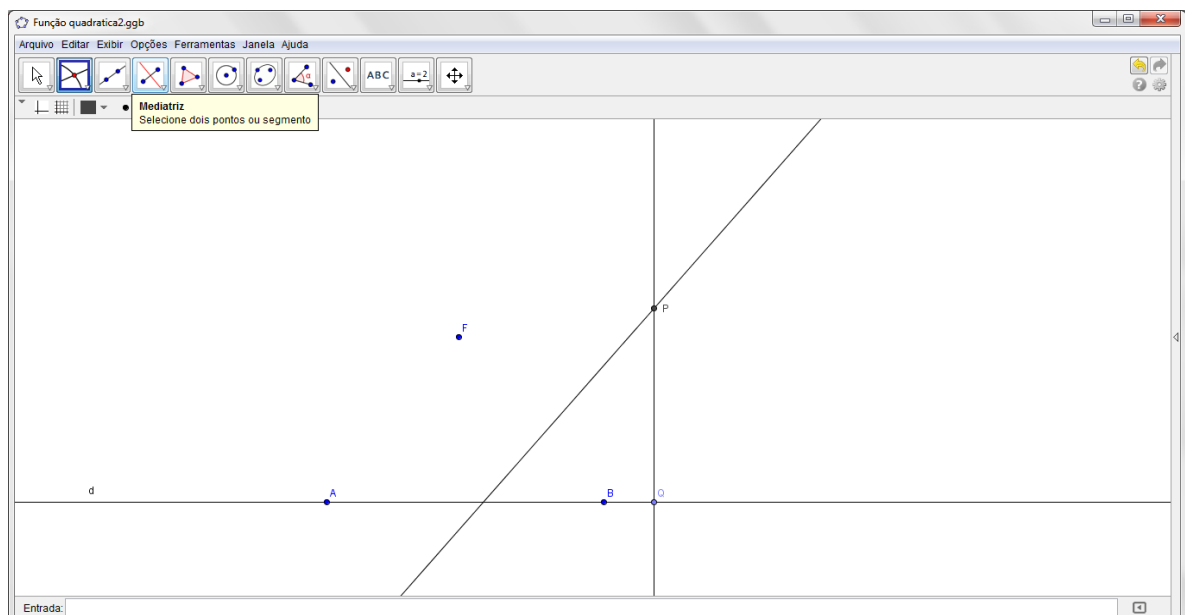 Função quadratica2.ggb
Arquivo Editar Exibir Opções Ferramentas Janela Ajuda
ABC
a=2
α
Mediatriz
Selecione dois pontos ou segmento
P
F
d
A
B
Q
Entrada: